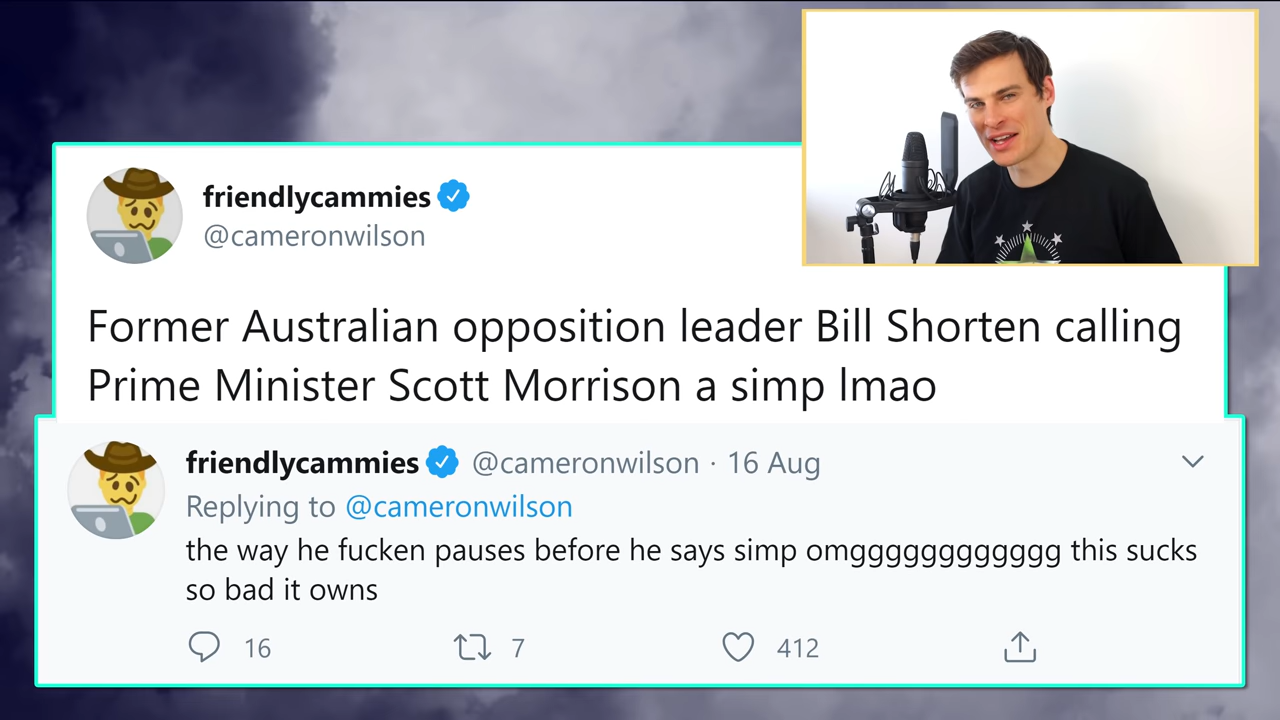 friendlycammies
@cameronwilson
Former Australian opposition leader Bill Shorten calling
Prime Minister Scott Morrison a simp lmao
friendlycammies @cameronwilson · 16 Aug
Replying to @cameronwilson
the way he fucken pauses before he says simp omgggggggggggg this sucks
so bad it owns
16 7 412